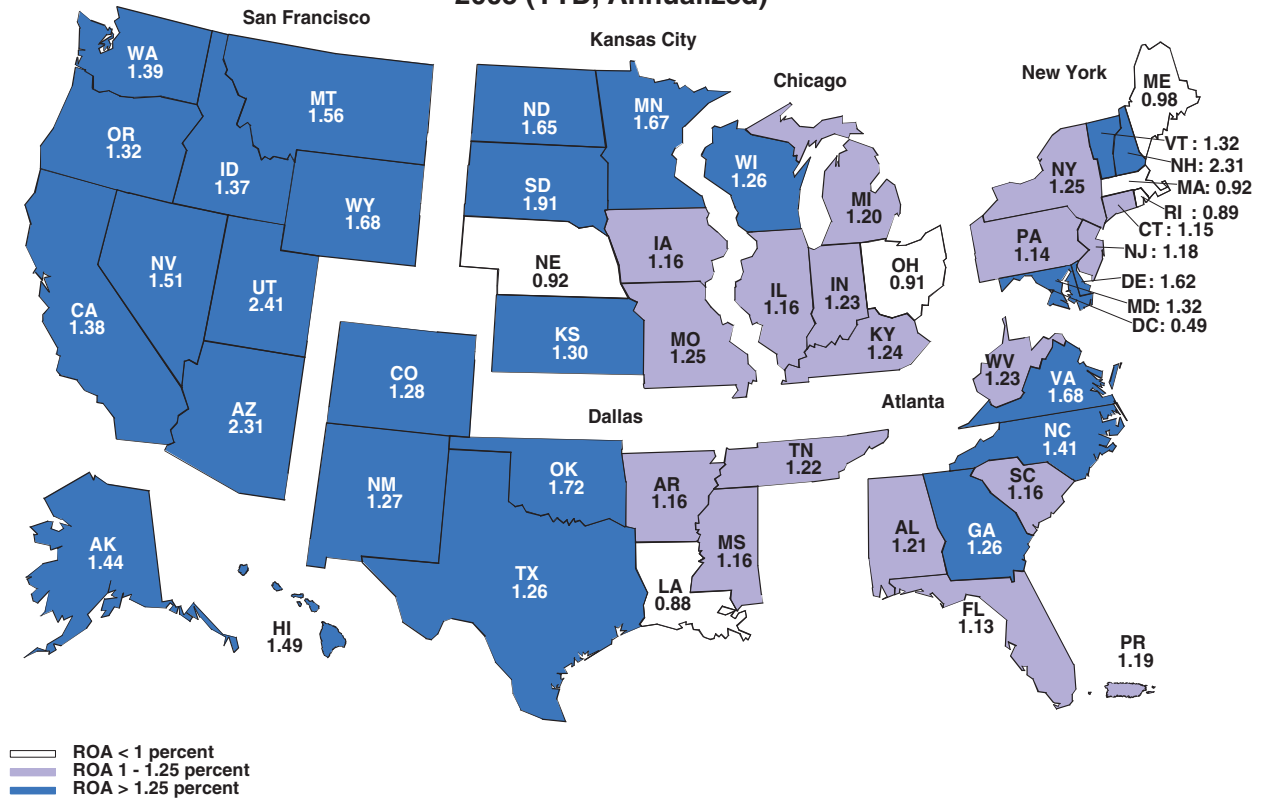 2003 (YTD, Annualized)
San Francisco
Kansas City
Chicago
New York
WA
1.39
MT
1.56
OR
1.32
ID
1.37
WY
1.68
NV
1.51
UT
2.41
CA
1.38
AZ
2.31
AK
1.44
HI
1.49
ND
1.65
MN
1.67
SD
1.91
NE
0.92
IA
1.16
KS
1.30
MO
1.25
WI
1.26
MI
1.20
IL
1.16
IN
1.23
OH
0.91
KY
1.24
ME
0.98
NY
1.25
PA
1.14
VT : 1.32
NH: 2.31
MA: 0.92
RI : 0.89
CT : 1.15
NJ : 1.18
DE: 1.62
MD: 1.32
DC: 0.49
Dallas
CO
1.28
NM
1.27
OK
1.72
TX
1.26
AR
1.16
LA
0.88
MS
1.16
TN
1.22
Atlanta
WV
1.23
VA
1.68
NC
1.41
SC
1.16
AL
1.21
GA
1.26
FL
1.13
PR
1.19
ROA < 1 percent
ROA 1 - 1.25 percent
ROA > 1.25 percent